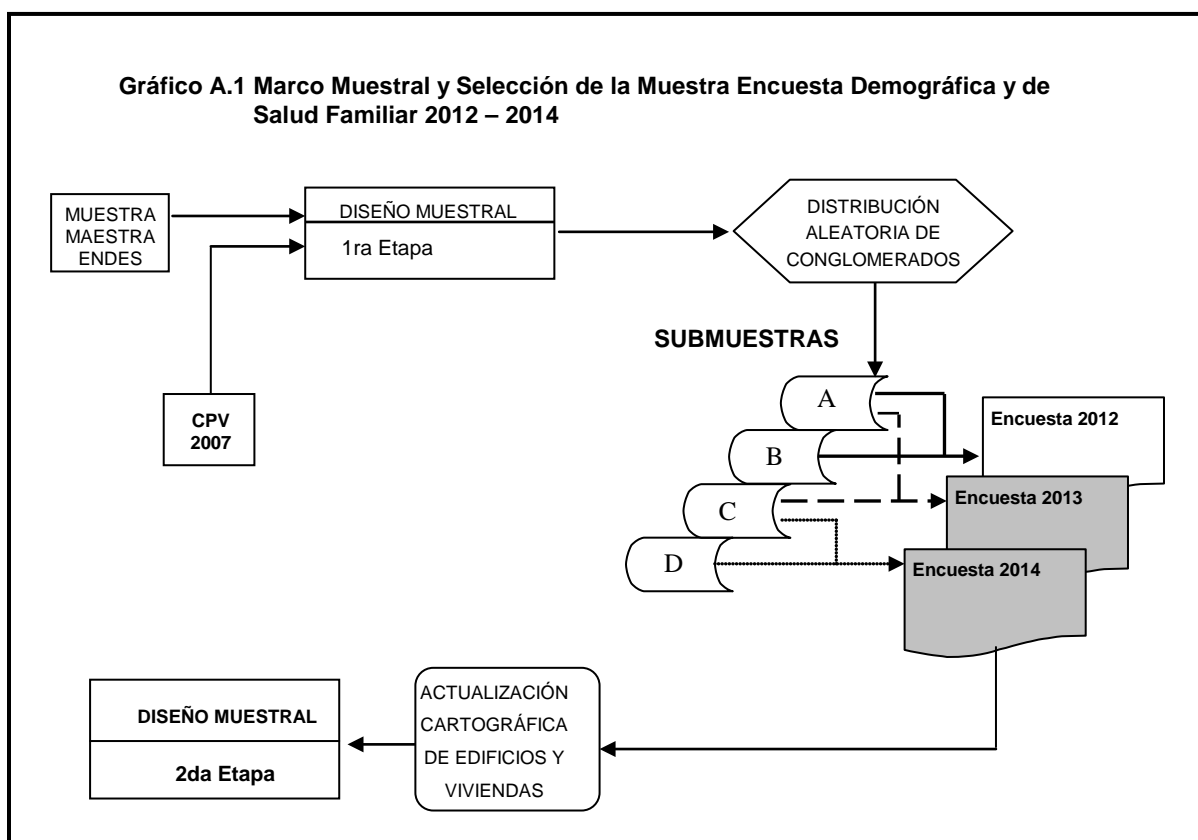 Gráfico A.1 Marco Muestral y Selección de la Muestra Encuesta Demográfica y de
Salud Familiar 2012 – 2014
MUESTRA
MAESTRA
ENDES
DISEÑO MUESTRAL
1ra Etapa
DISTRIBUCIÓN
ALEATORIA DE
CONGLOMERADOS
CPV
2007
SUBMUESTRAS
A
B
C
D
Encuesta 2012
Encuesta 2013
Encuesta 2014
DISEÑO MUESTRAL
2da Etapa
ACTUALIZACIÓN
CARTOGRÁFICA
DE EDIFICIOS Y
VIVIENDAS